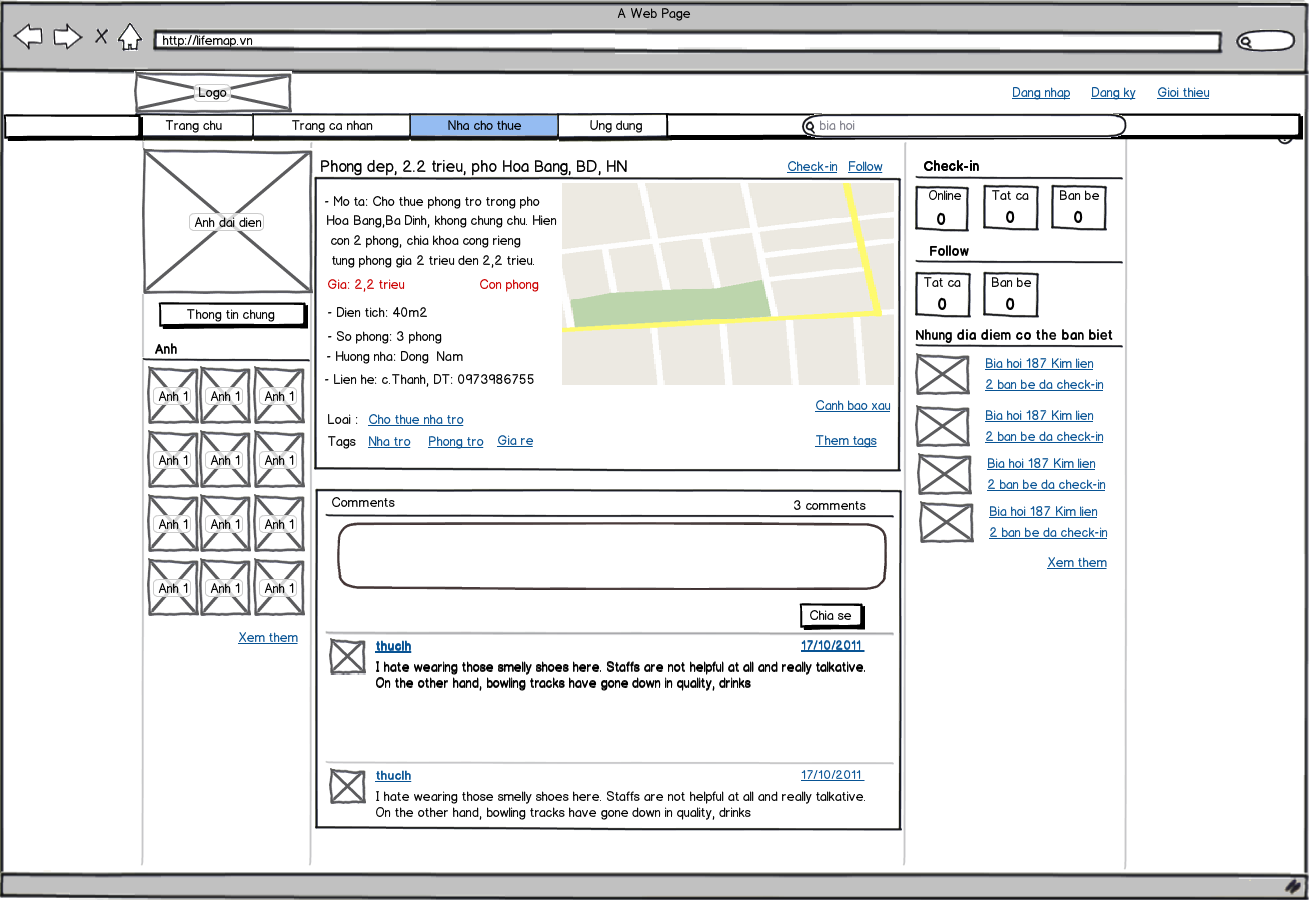 A Web Page
http://lifemap.vn
Logo
Dang nhap
Dang ky
Gioi thieu
Trang chu
Trang ca nhan
Nha cho thue
Ung dung
bia hoi
Anh dai dien
Thong tin chung
Anh
Anh 1
Anh 1
Anh 1
Anh 1
Anh 1
Anh 1
Anh 1
Anh 1
Anh 1
Anh 1
Anh 1
Anh 1
Xem them
Phong dep, 2.2 trieu, pho Hoa Bang, BD, HN
Check-in
Follow
- Mo ta: Cho thue phong tro trong pho
Hoa Bang,Ba Dinh, khong chung chu. Hien
con 2 phong, chia khoa cong rieng
tung phong gia 2 trieu den 2,2 trieu.
Gia: 2,2 trieu
Con phong
- Dien tich: 40m2
- So phong: 3 phong
- Huong nha: Dong Nam
- Lien he: c.Thanh, DT: 0973986755
Canh bao xau
Loai :
Cho thue nha tro
Tags
Nha tro
Phong tro
Gia re
Them tags
Comments
3 comments
Chia se
thuclh
17/10/2011
I hate wearing those smelly shoes here. Staffs are not helpful at all and really talkative.
On the other hand, bowling tracks have gone down in quality, drinks
thuclh
17/10/2011
I hate wearing those smelly shoes here. Staffs are not helpful at all and really talkative.
On the other hand, bowling tracks have gone down in quality, drinks
Check-in
Online
0
Tat ca
0
Ban be
0
Follow
Tat ca
0
Ban be
0
Nhung dia diem co the ban biet
Bia hoi 187 Kim lien
2 ban be da check-in
Bia hoi 187 Kim lien
2 ban be da check-in
Bia hoi 187 Kim lien
2 ban be da check-in
Bia hoi 187 Kim lien
2 ban be da check-in
Xem them